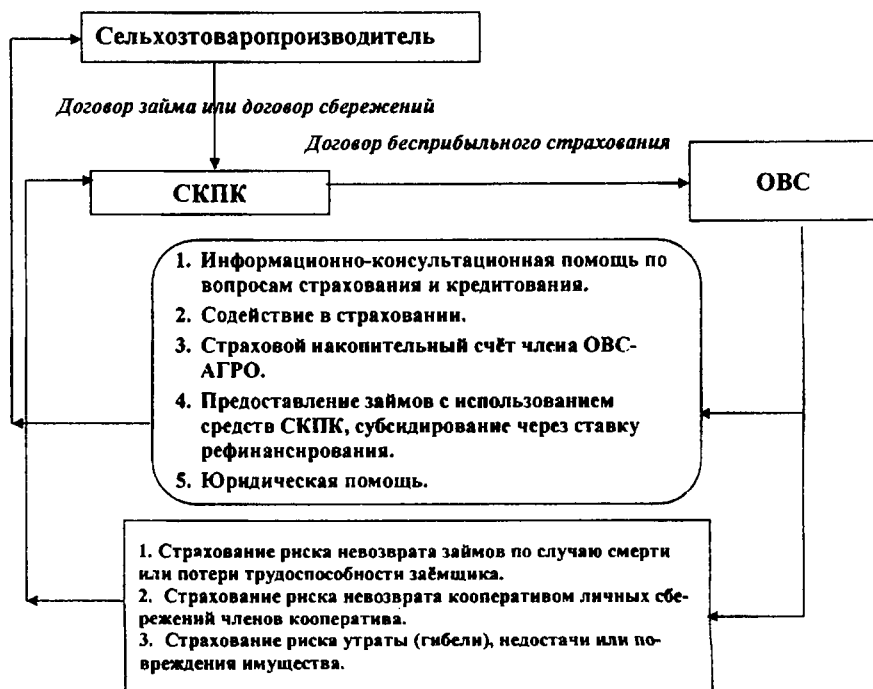 Сельхозтоваропроизводитель
Договор займа или договор сбережений
Договор бесприбыльного страхования
СКПК
ОВС
1. Информационно-консультационная помощь по
вопросам страхования и кредитования.
2. Содействие в страховании.
3. Страховой накопительный счёт члена ОВС-
АГРО.
4. Предоставление займов с использованием
средств СКПК, субсидирование через ставку
рефинансирования.
5. Юридическая помощь.
1. Страхование риска невозврата займов по случаю смерти
или потери трудоспособности заёмщика.
2. Страхование риска невозврата кооперативом личных сбе-
режений членов кооператива.
3. Страхование риска утраты (гибели), недостачи или по-
вреждения имущества.